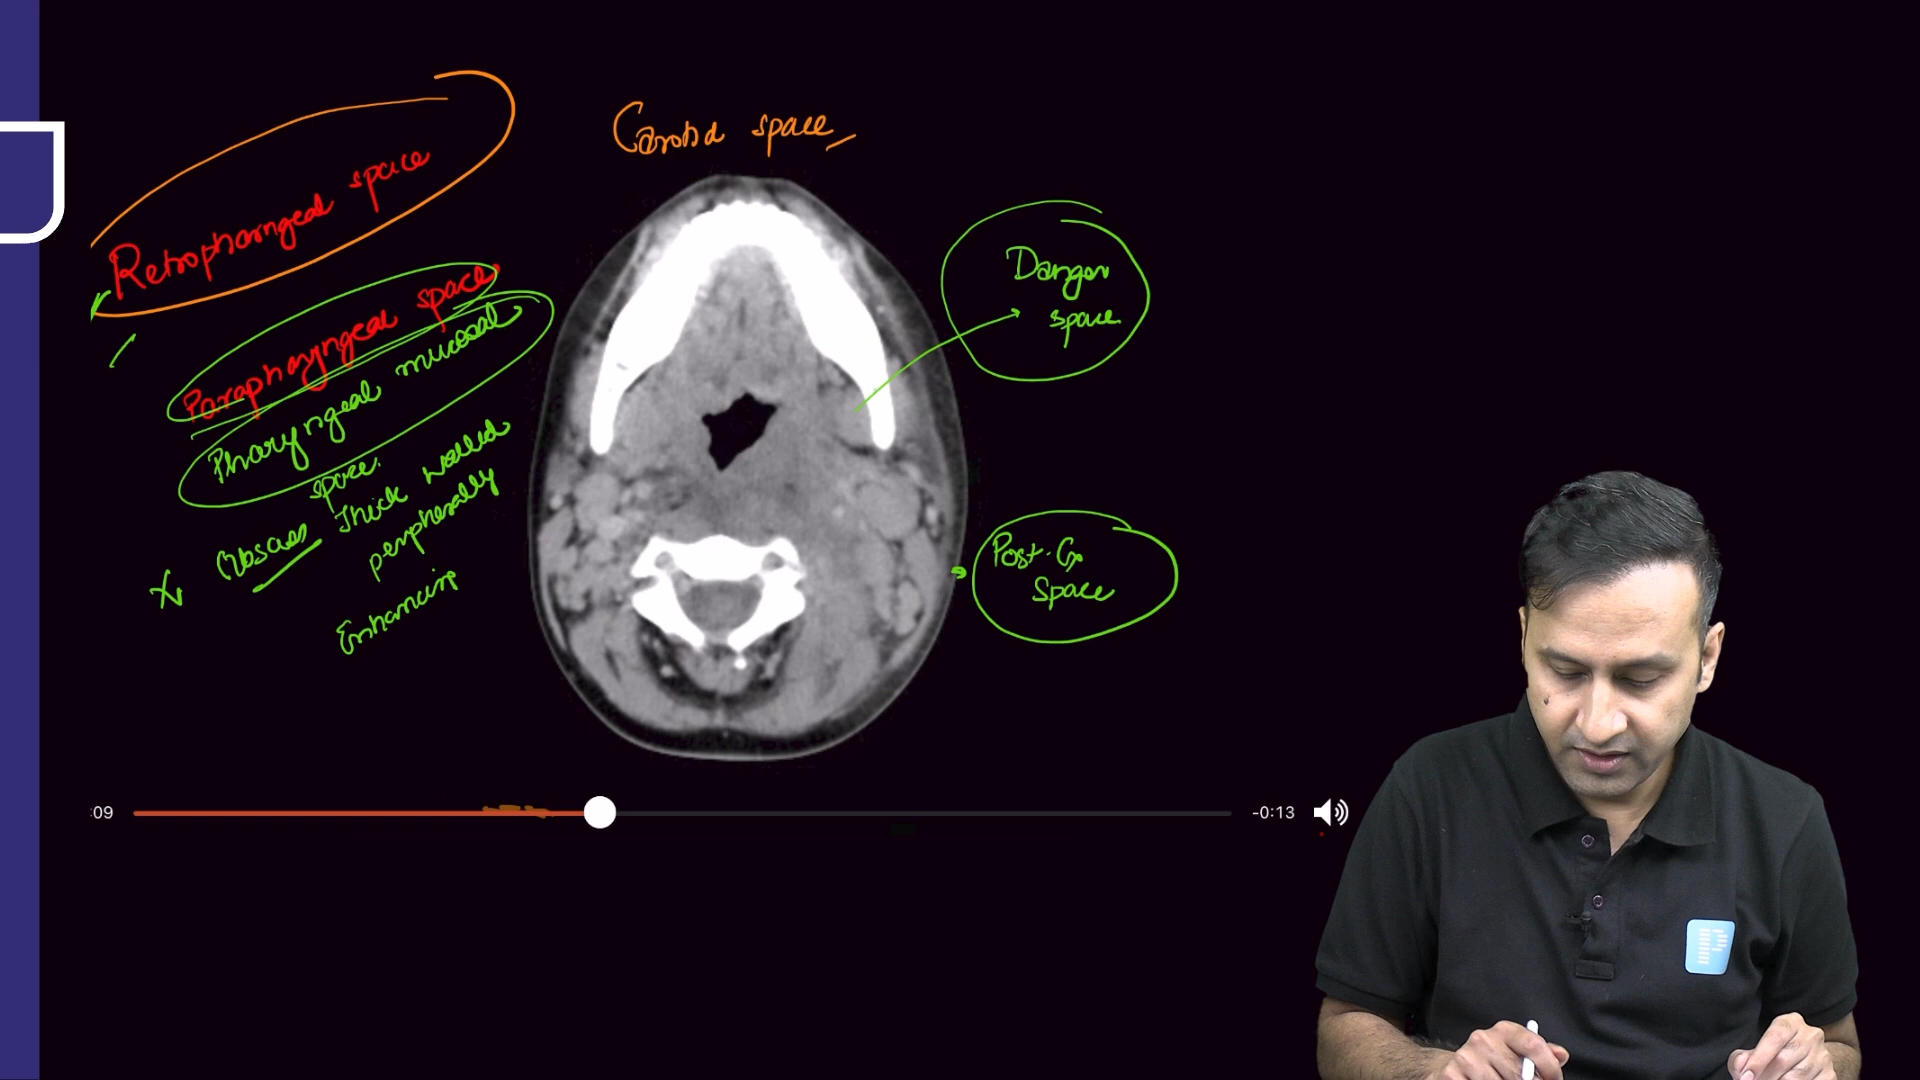 Carotid space
Retropharyngeal space
Parapharyngeal space
Pharyngeal mucosal
space.
Abscess Thick walled
peripherally
Enhancing
Danger
space
Post. Cx
Space
:09
-0:13
P